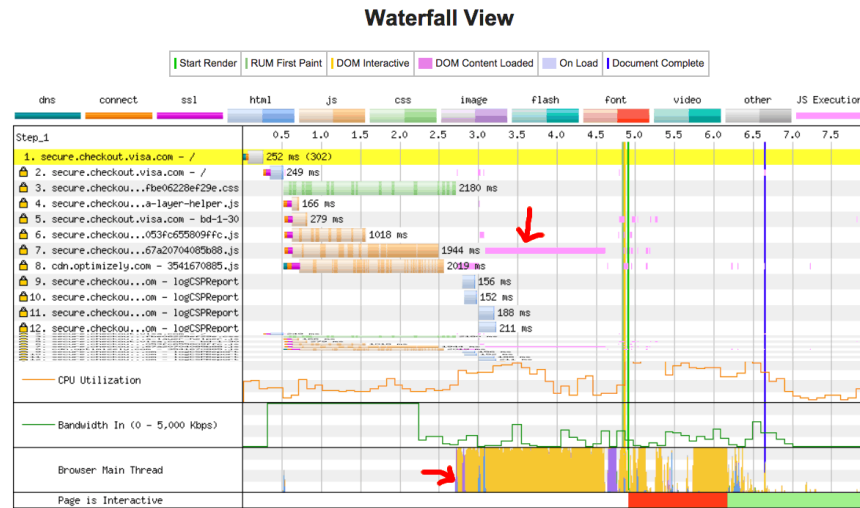 Waterfall View
Start Render RUM First Paint DOM Interactive DOM Content Loaded On Load Document Complete
dns connect ssl html js css image flash font video other JS Execution
Step_1 0.5 1.0 1.5 2.0 2.5 3.0 3.5 4.0 4.5 5.0 5.5 6.0 6.5 7.0 7.5
1. secure.checkout.visa.com - / 252 ms (302)
2. secure.checkout.visa.com - / 249 ms
3. secure.checkou...fbe06228ef29e.css 2180 ms
4. secure.checkou...a-layer-helper.js 166 ms
5. secure.checkout.visa.com - bd-1-30 279 ms
6. secure.checkou...053fc655809ffc.js 1018 ms
7. secure.checkou...67a20704085b88.js 1944 ms
8. cdn.optimizely.com - 3541670885.js 2019 ms
9. secure.checkou...om - logCSPReport 156 ms
10. secure.checkou...om - logCSPReport 152 ms
11. secure.checkou...om - logCSPReport 188 ms
12. secure.checkou...om - logCSPReport 211 ms
CPU Utilization
Bandwidth In (0 - 5,000 Kbps)
Browser Main Thread
Page is Interactive